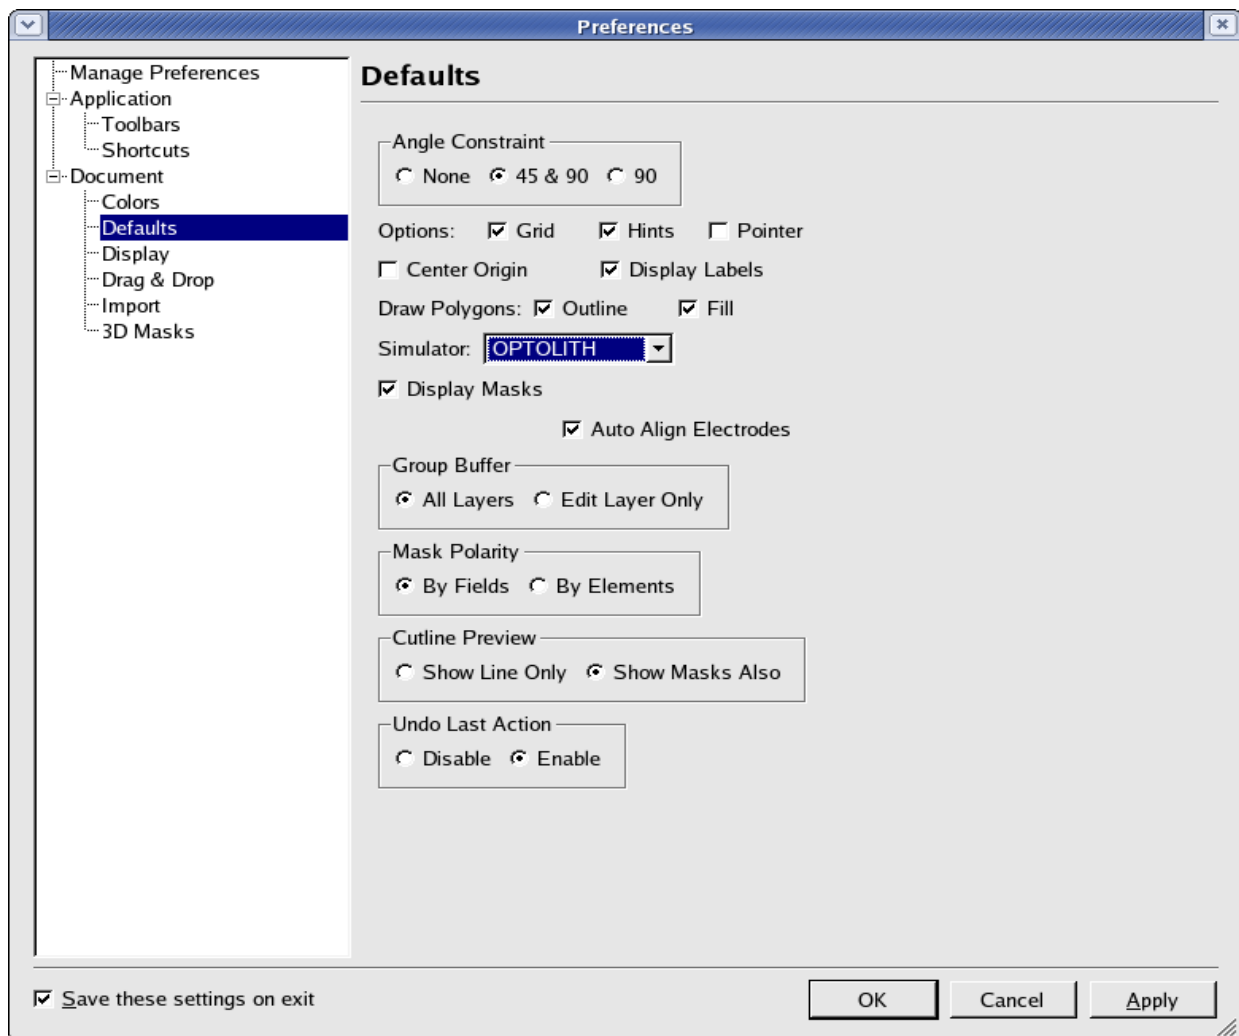 Preferences
Manage Preferences
Application
Toolbars
Shortcuts
Document
Colors
Defaults
Display
Drag & Drop
Import
3D Masks
Defaults
Angle Constraint
None 45 & 90 90
Options: Grid Hints Pointer
Center Origin Display Labels
Draw Polygons: Outline Fill
Simulator: OPTOLITH
Display Masks
Auto Align Electrodes
Group Buffer
All Layers Edit Layer Only
Mask Polarity
By Fields By Elements
Cutline Preview
Show Line Only Show Masks Also
Undo Last Action
Disable Enable
Save these settings on exit OK Cancel Apply